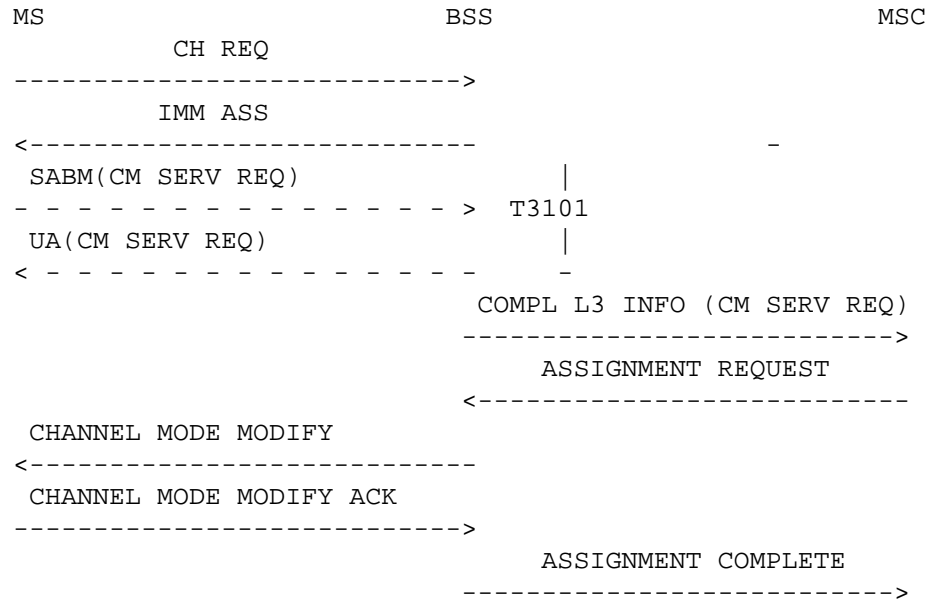 MS BSS MSC
CH REQ
IMM ASS
SABM(CM SERV REQ)
T3101
UA(CM SERV REQ)
COMPL L3 INFO (CM SERV REQ)
ASSIGNMENT REQUEST
CHANNEL MODE MODIFY
CHANNEL MODE MODIFY ACK
ASSIGNMENT COMPLETE